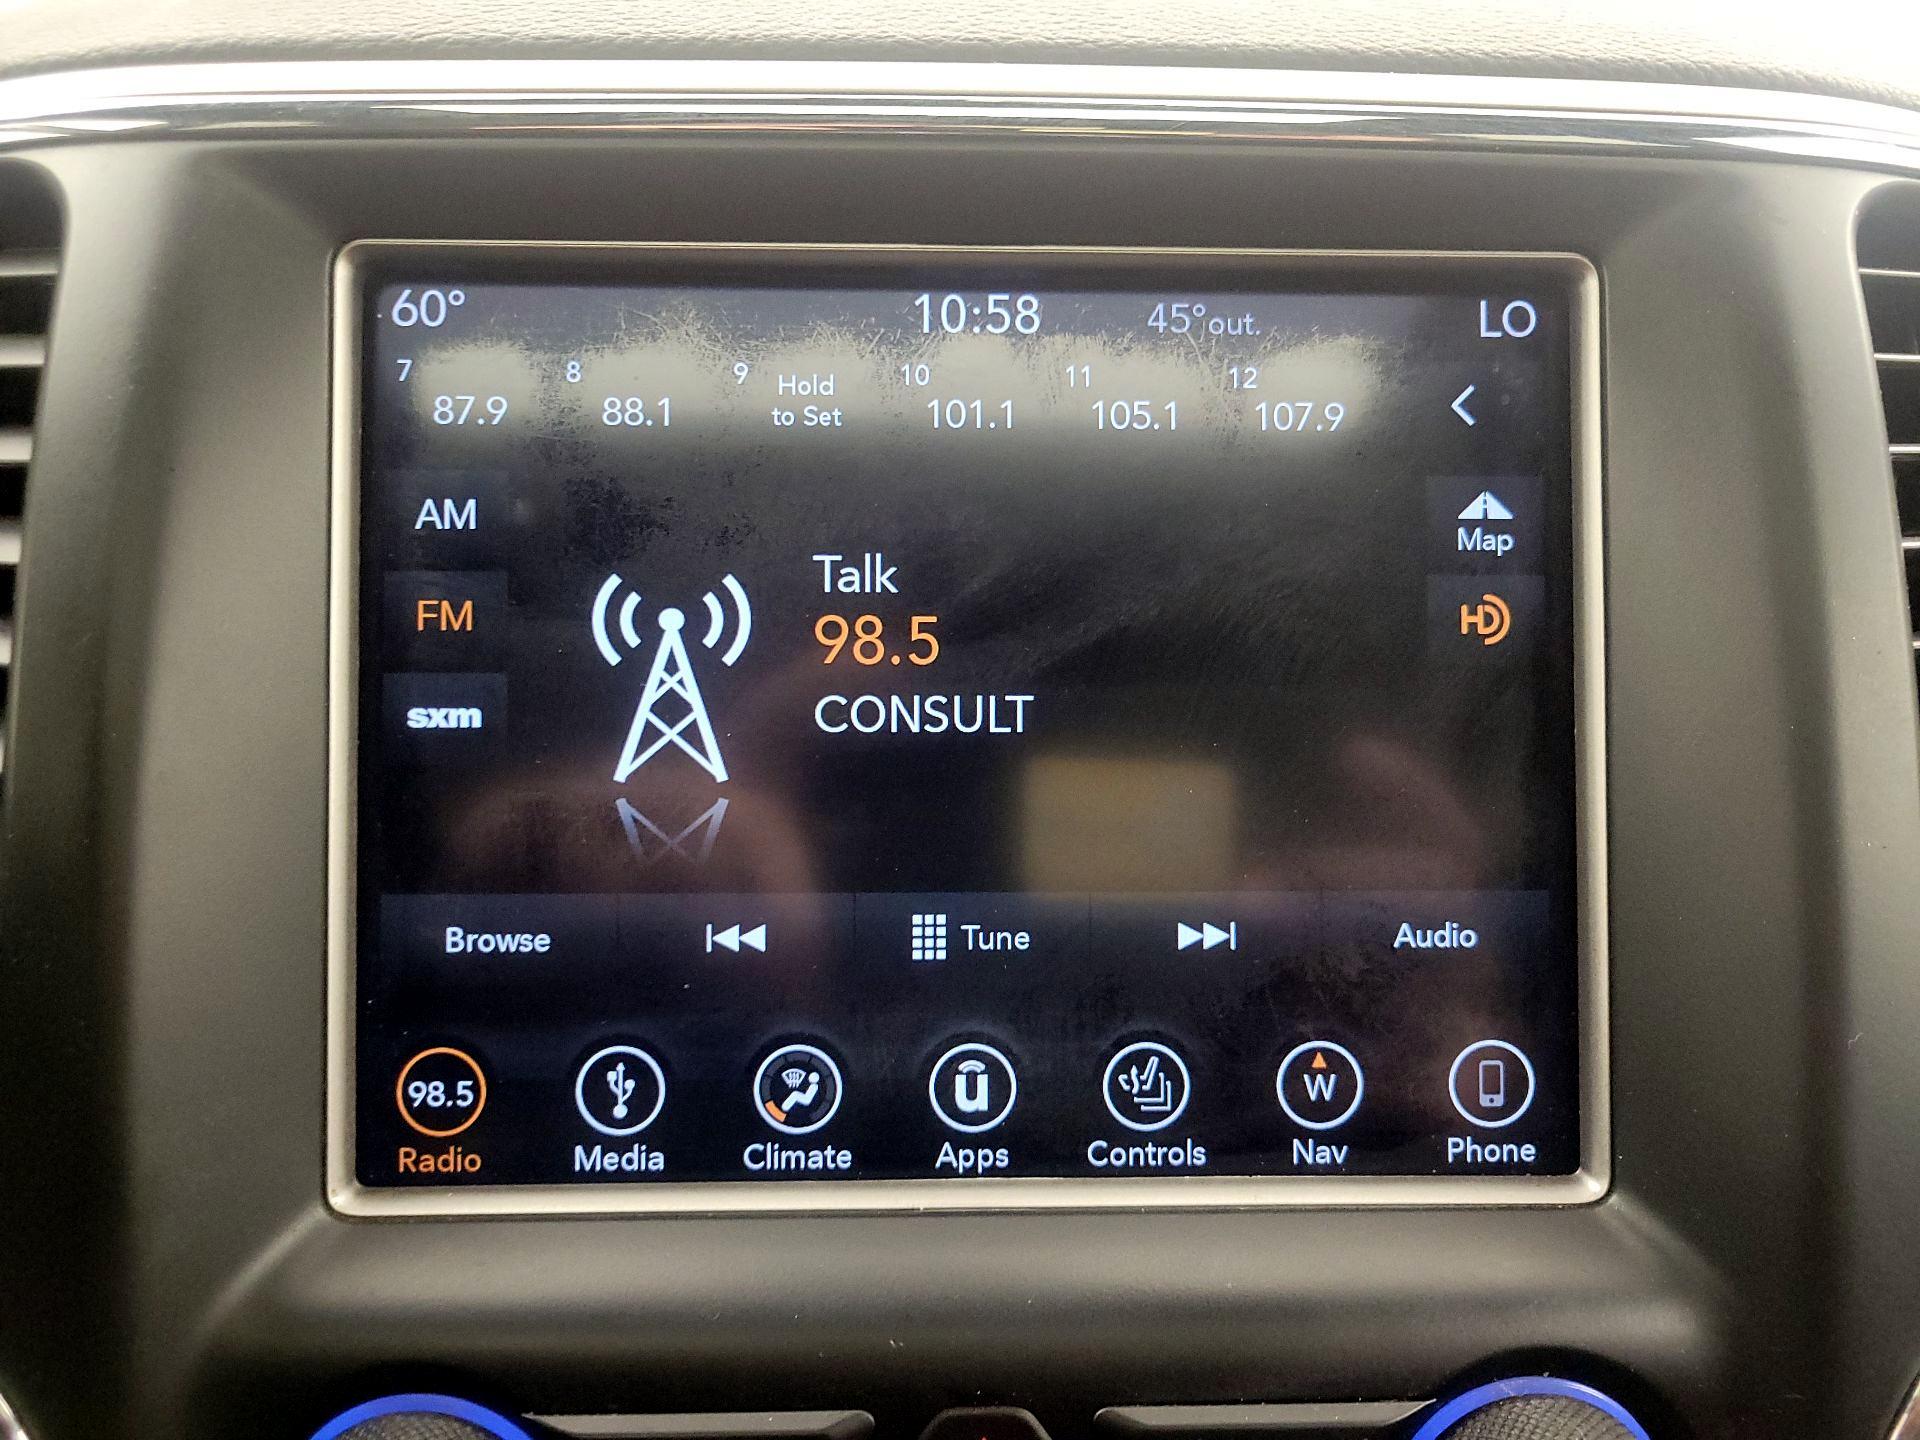 60° 10:58 45°out. LO
7 8 9 10 11 12
87.9 88.1 Hold to Set 101.1 105.1 107.9
AM
Map
FM
HD
sxm
Talk
98.5
CONSULT
Browse Tune Audio
98.5 u W
Radio Media Climate Apps Controls Nav Phone